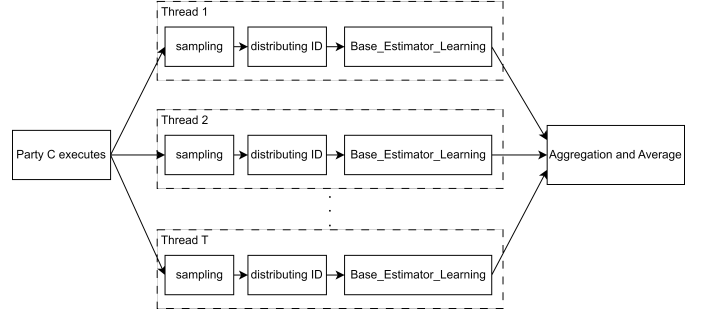 Thread 1
sampling
distributing ID
Base_Estimator_Learning
Thread 2
Party C executes
sampling
distributing ID
Base_Estimator_Learning
Aggregation and Average
Thread T
sampling
distributing ID
Base_Estimator_Learning